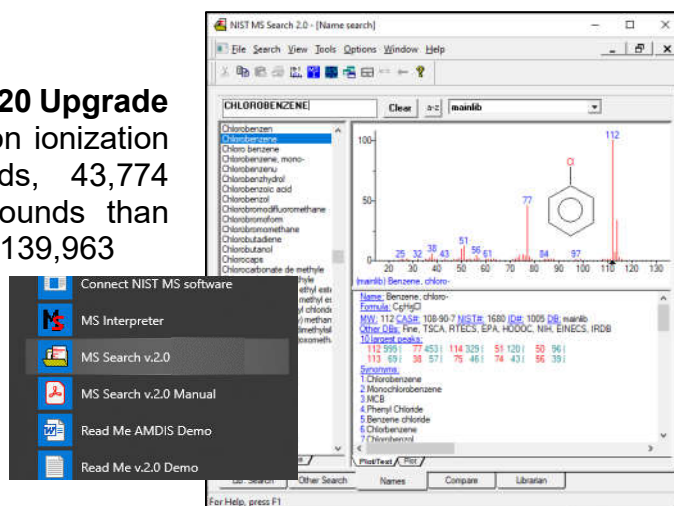 20 Upgrade
on ionization
ds, 43,774
ounds than
139,963
Connect NIST MS software
MS Interpreter
MS Search v.2.0
MS Search v.2.0 Manual
Read Me AMDIS Demo
Read Me v.2.0 Demo
NIST MS Search 2.0 - [Name search]
File Search View Tools Options Window Help
CHLOROBENZENE Clear a-z mainlib
Chlorobenzen
Chlorobenzene
Chloro benzene
Chlorobenzene, mono-
Chlorobenzenu
Chlorobenzhydrol
Chlorobenzoic acid
Chlorobenzol
Chlorobromodifluoromethane
Chlorobromoform
Chlorobromomethane
Chlorobutadiene
Chlorobutanol
Chlorocaps
Chlorocarbonate de methyle
100
50
112
77
25 32 38 43 51 56 61 84 97
20 30 40 50 60 70 80 90 100 110 120 130
(mainlib) Benzene, chloro-
Name: Benzene, chloro-
Formula: C6H5Cl
MW: 112 CAS#: 108-90-7 NIST#: 1680 ID#: 1005 DB: mainlib
Other DBs: Fine, TSCA, RTECS, EPA, HODOC, NIH, EINECS, IRDB
10 largest peaks:
112 999 | 77 453 | 114 329 | 51 120 | 50 96 |
113 69 | 38 57 | 75 46 | 74 43 | 56 39 |
Synonyms:
1.Chlorobenzene
2.Monochlorobenzene
3.MCB
4.Phenyl Chloride
5.Benzene chloride
6.Chlorbenzene
7.Chlorobenzol
Plot/Text Plot
Other Search Names Compare Librarian
For Help, press F1